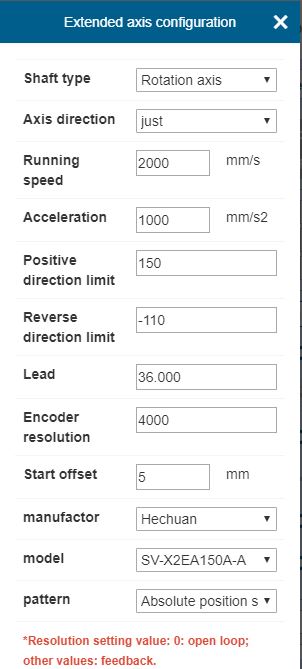 Extended axis configuration
Shaft type
Rotation axis
Axis direction
just
Running
speed
2000
mm/s
Acceleration
1000
mm/s2
Positive
direction limit
150
Reverse
direction limit
-110
Lead
36.000
Encoder
resolution
4000
Start offset
5
mm
manufactor
Hechuan
model
SV-X2EA150A-A
pattern
Absolute position s
*Resolution setting value: 0: open loop;
other values: feedback.